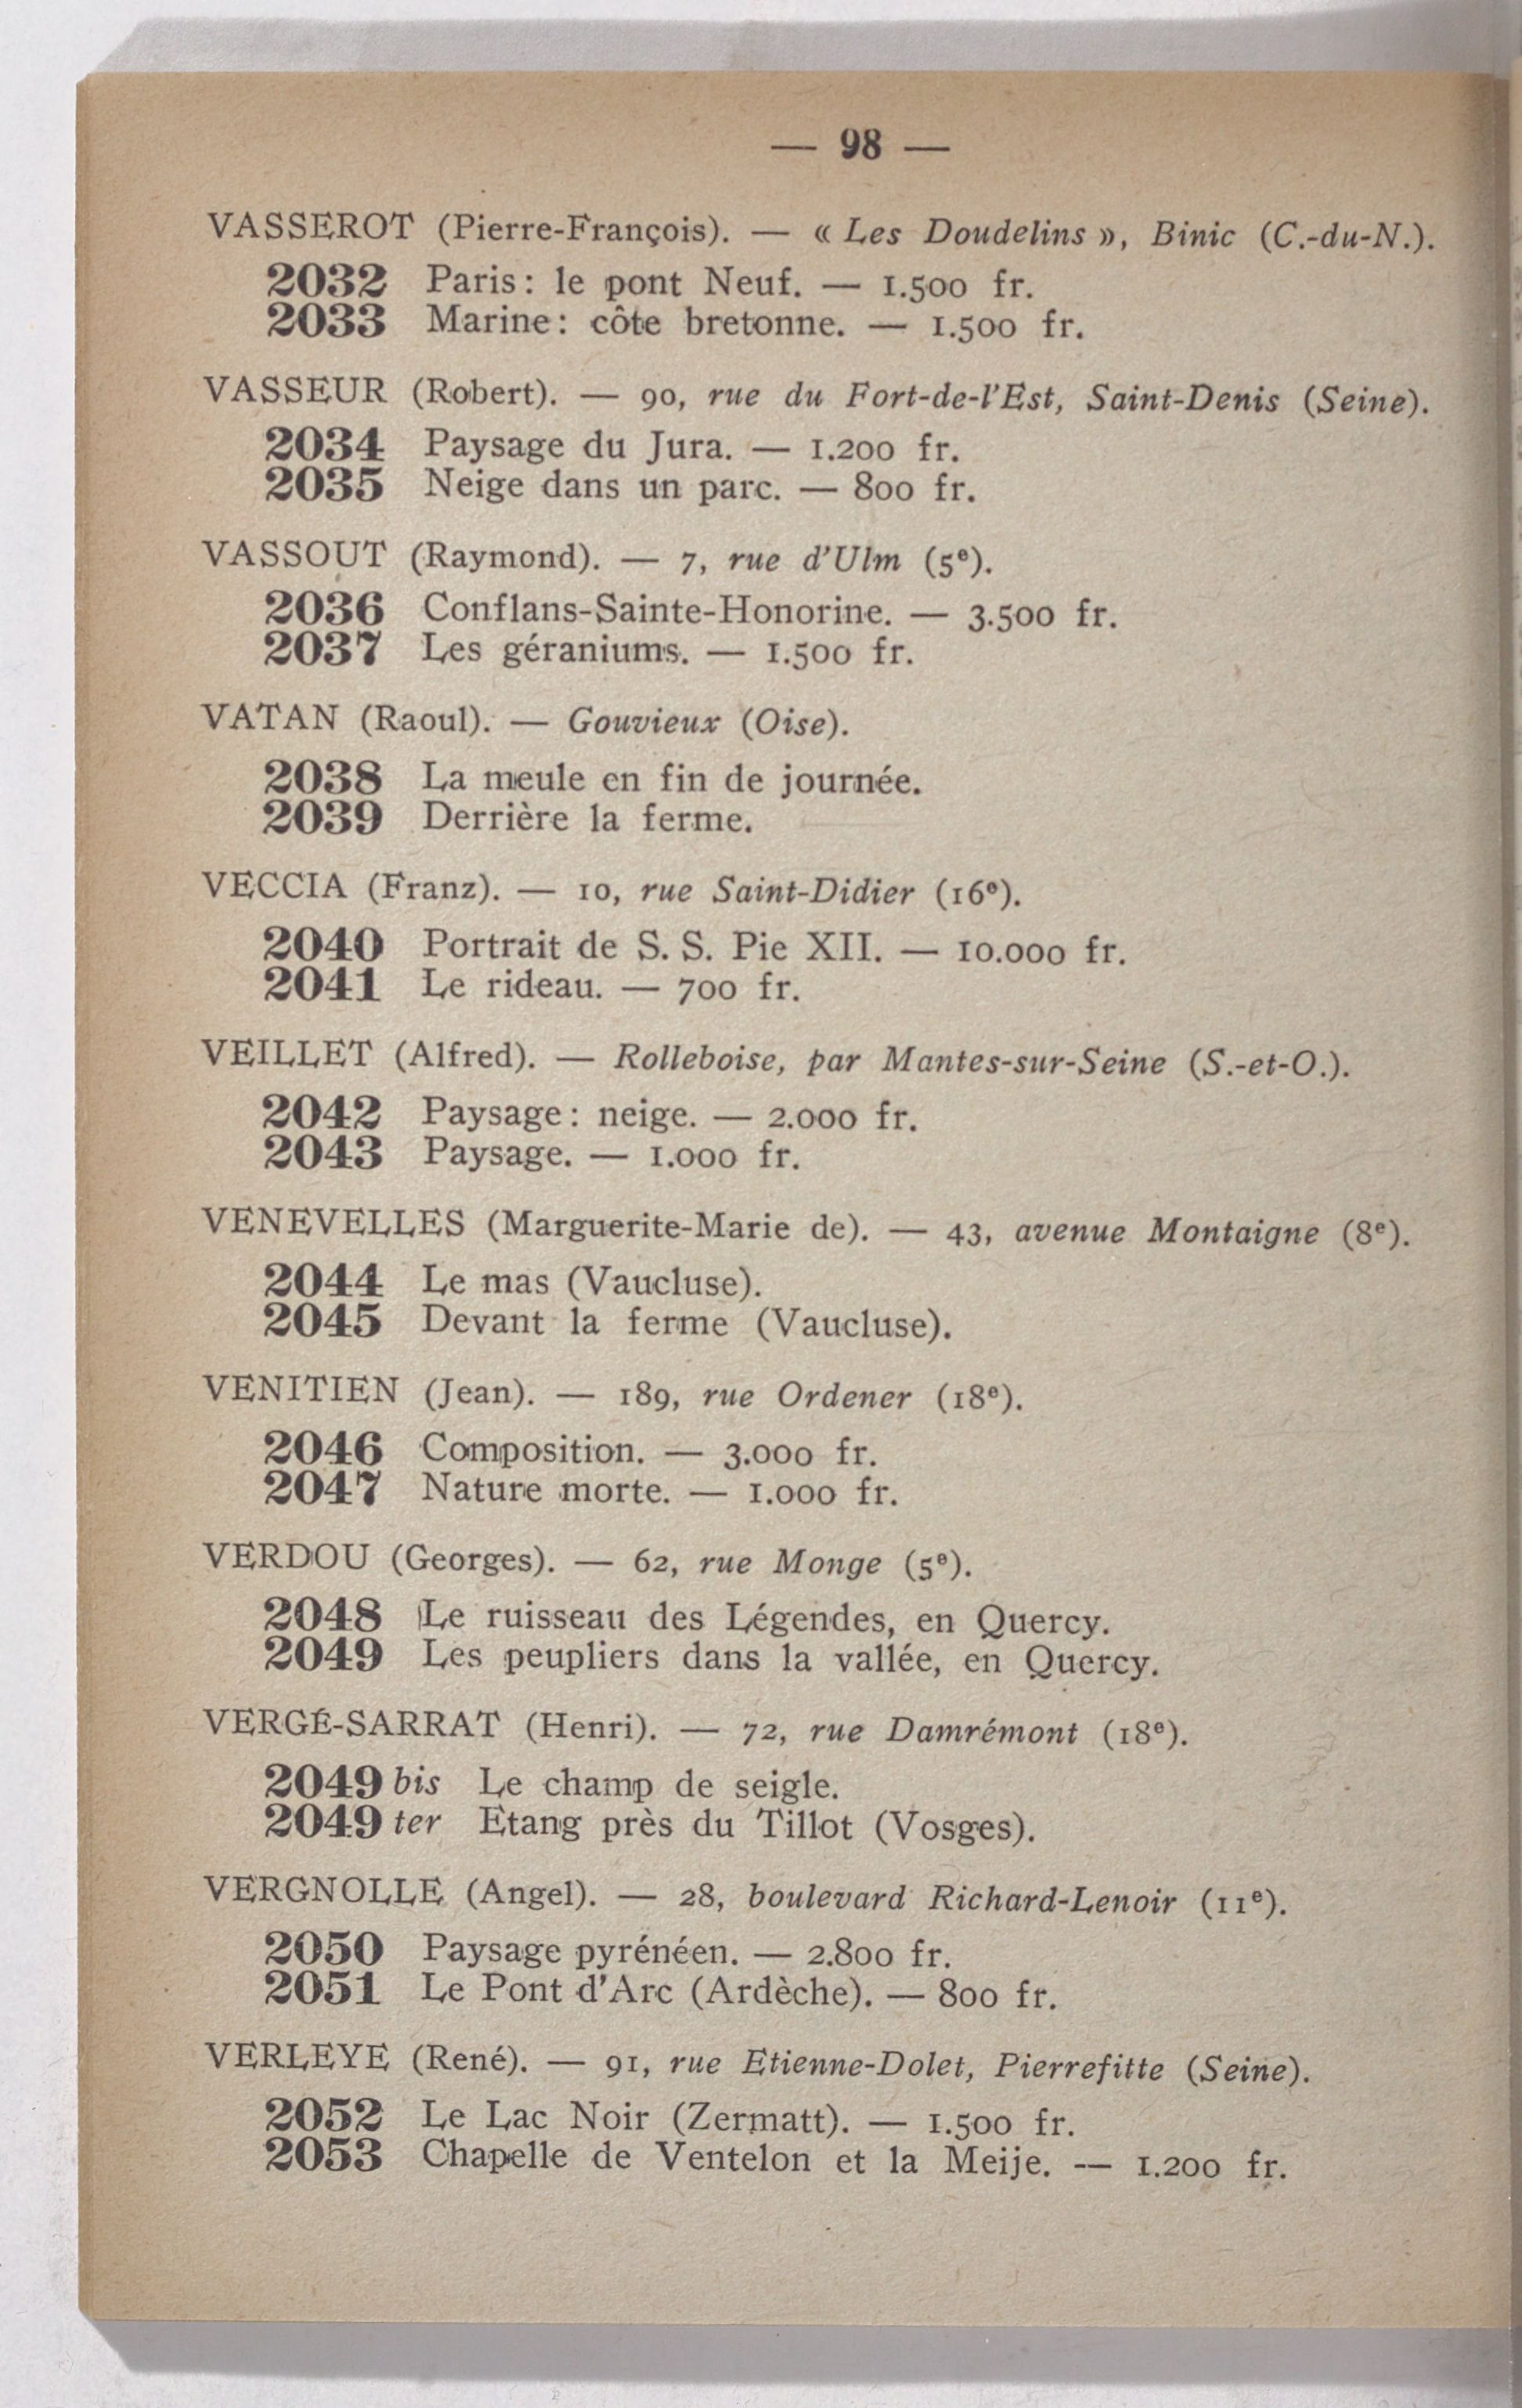 — 98 —
VASSEROT (Pierre-François). — « Les Doudelins », Binic (C.-du-N.).
2032 Paris : le pont Neuf. — 1.500 fr.
2033 Marine : côte bretonne. — 1.500 fr.
VASSEUR (Robert). — 90, rue du Fort-de-l'Est, Saint-Denis (Seine).
2034 Paysage du Jura. — 1.200 fr.
2035 Neige dans un parc. — 800 fr.
VASSOUT (Raymond). — 7, rue d'Ulm (5e).
2036 Conflans-Sainte-Honorine. — 3.500 fr.
2037 Les géraniums. — 1.500 fr.
VATAN (Raoul). — Gouvieux (Oise).
2038 La meule en fin de journée.
2039 Derrière la ferme.
VECCIA (Franz). — 10, rue Saint-Didier (16e).
2040 Portrait de S. S. Pie XII. — 10.000 fr.
2041 Le rideau. — 700 fr.
VEILLET (Alfred). — Rolleboise, par Mantes-sur-Seine (S.-et-O.).
2042 Paysage : neige. — 2.000 fr.
2043 Paysage. — 1.000 fr.
VENEVELLES (Marguerite-Marie de). — 43, avenue Montaigne (8e).
2044 Le mas (Vaucluse).
2045 Devant la ferme (Vaucluse).
VENITIEN (Jean). — 189, rue Ordener (18e).
2046 Composition. — 3.000 fr.
2047 Nature morte. — 1.000 fr.
VERDOU (Georges). — 62, rue Monge (5e).
2048 Le ruisseau des Légendes, en Quercy.
2049 Les peupliers dans la vallée, en Quercy.
VERGÉ-SARRAT (Henri). — 72, rue Damrémont (18e).
2049 bis Le champ de seigle.
2049 ter Etang près du Tillot (Vosges).
VERGNOLLE (Angel). — 28, boulevard Richard-Lenoir (11e).
2050 Paysage pyrénéen. — 2.800 fr.
2051 Le Pont d'Arc (Ardèche). — 800 fr.
VERLEYE (René). — 91, rue Etienne-Dolet, Pierrefitte (Seine).
2052 Le Lac Noir (Zermatt). — 1.500 fr.
2053 Chapelle de Ventelon et la Meije. — 1.200 fr.